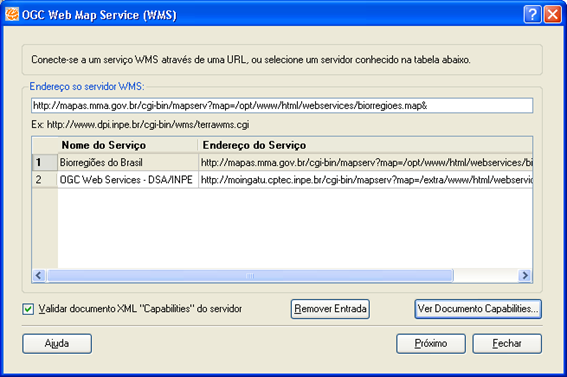 OGC Web Map Service (WMS)
Conecte-se a um serviço WMS através de uma URL, ou selecione um servidor conhecido na tabela abaixo.
Endereço so servidor WMS:
http://mapas.mma.gov.br/cgi-bin/mapserv?map=/opt/www/html/webservices/biorregioes.map&
Ex: http://www.dpi.inpe.br/cgi-bin/wms/terrawms.cgi
Nome do Serviço Endereço do Serviço
1 Biorregiões do Brasil http://mapas.mma.gov.br/cgi-bin/mapserv?map=/opt/www/html/webservices/bi
2 OGC Web Services - DSA/INPE http://moingatu.cptec.inpe.br/cgi-bin/mapserv?map=/extra/www/html/webservic
Validar documento XML "Capabilities" do servidor Remover Entrada Ver Documento Capabilities...
Ajuda Próximo Fechar